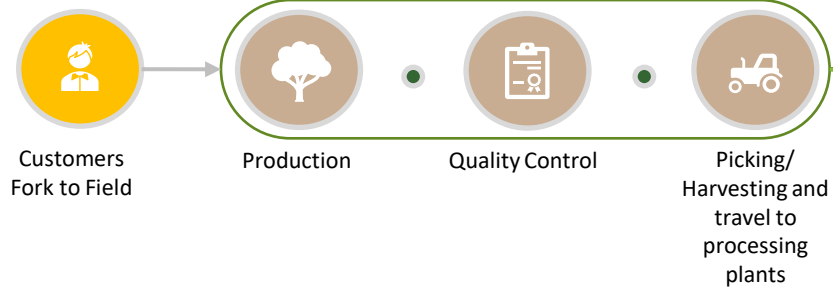 Customers
Fork to Field
Production
Quality Control
Picking/
Harvesting and
travel to
processing
plants